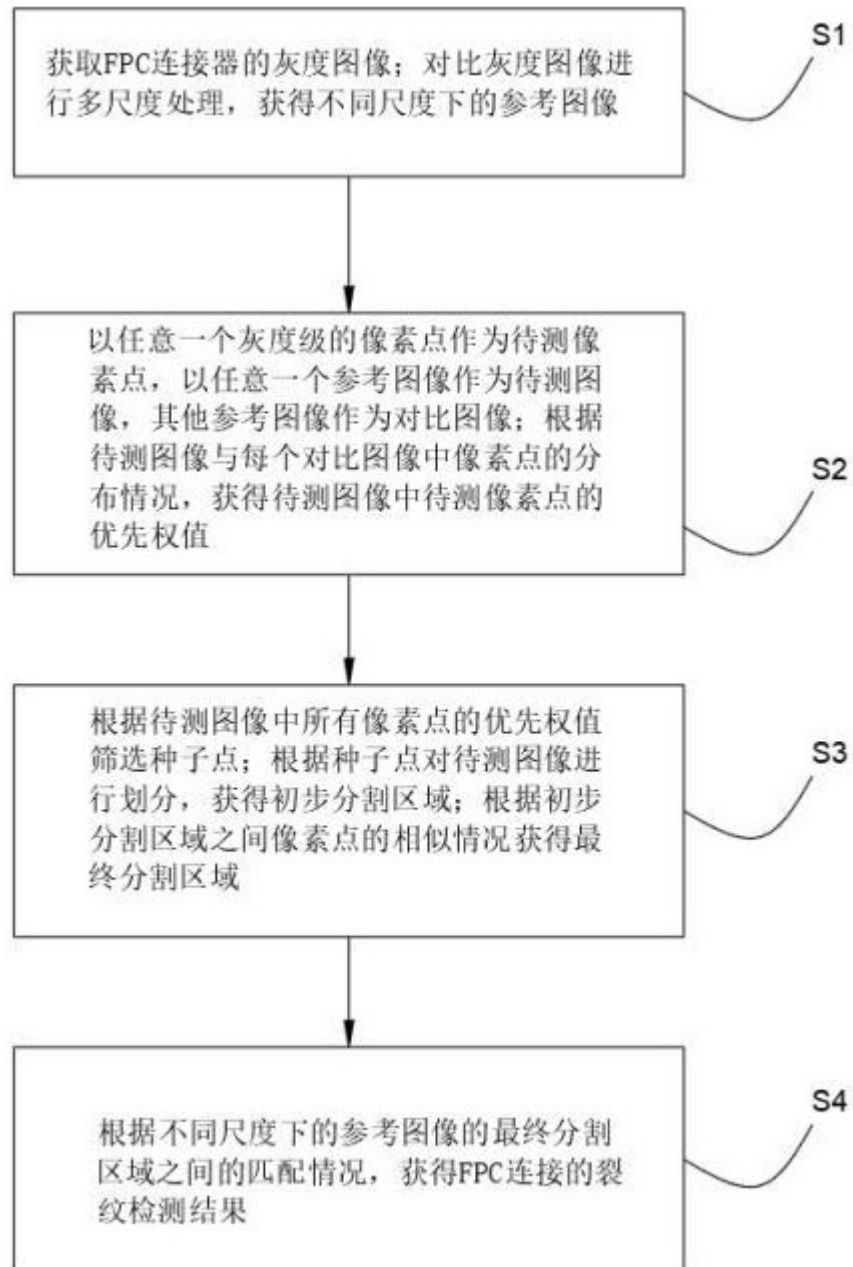 S1
获取FPC连接器的灰度图像；对比灰度图像进
行多尺度处理，获得不同尺度下的参考图像
以任意一个灰度级的像素点作为待测像
素点，以任意一个参考图像作为待测图
像，其他参考图像作为对比图像；根据
待测图像与每个对比图像中像素点的分
布情况，获得待测图像中待测像素点的
优先权值
S2
根据待测图像中所有像素点的优先权值
筛选种子点；根据种子点对待测图像进
行划分，获得初步分割区域；根据初步
分割区域之间像素点的相似情况获得最
终分割区域
S3
根据不同尺度下的参考图像的最终分割
区域之间的匹配情况，获得FPC连接的裂
纹检测结果
S4